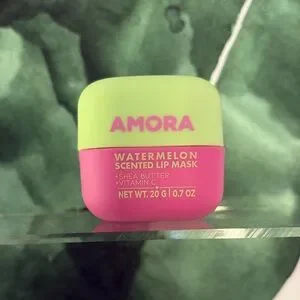 AMORA
WATERMELON
SCENTED LIP MASK
•SHEA BUTTER
•VITAMIN C
NET WT. 20 G | 0.7 OZ